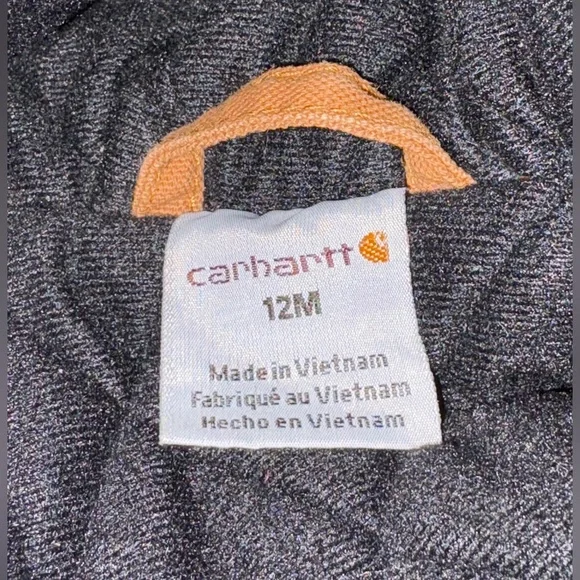 carhartt
12M
Made in Vietnam
Fabriqué au Vietnam
Hecho en Vietnam